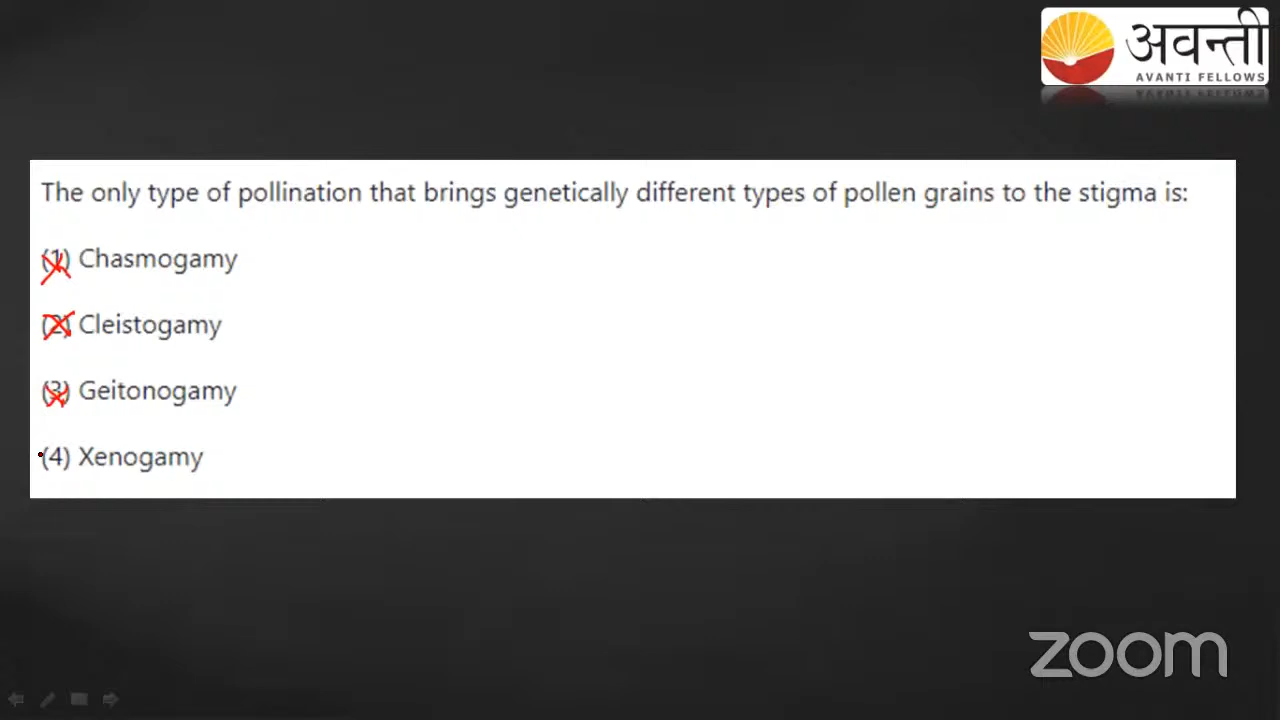 अवन्ती
AVANTI FELLOWS
The only type of pollination that brings genetically different types of pollen grains to the stigma is:
(1) Chasmogamy
(2) Cleistogamy
(3) Geitonogamy
(4) Xenogamy
zoom